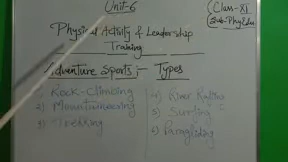 Unit-6
Class-XI
Sub-Phy.Edu.
Physical Activity & Leadership
Training
Adventure Sports:- Types
1) Rock-Climbing
2) Mountaineering
3) Trekking
4) River Rafting
5) Surfing
6) Paragliding